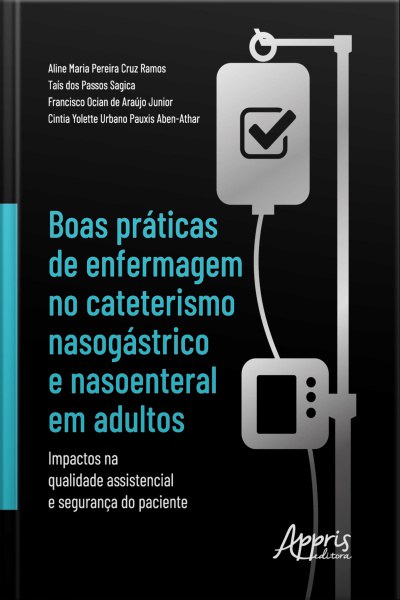 Aline Maria Pereira Cruz Ramos
Tais dos Passos Sagica
Francisco Ocian de Araújo Junior
Cintia Yolette Urbano Pauxis Aben-Athar
Boas práticas
de enfermagem
no cateterismo
nasogástrico
e nasoenteral
em adultos
Impactos na
qualidade assistencial
e segurança do paciente
Appris
editora